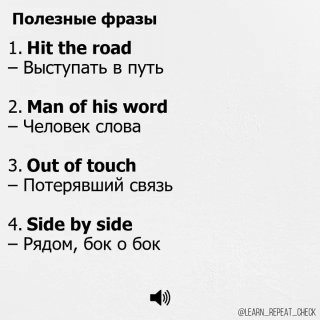 Полезные фразы
1. Hit the road
– Выступать в путь
2. Man of his word
– Человек слова
3. Out of touch
– Потерявший связь
4. Side by side
– Рядом, бок о бок
@LEARN_REPEAT_CHECK